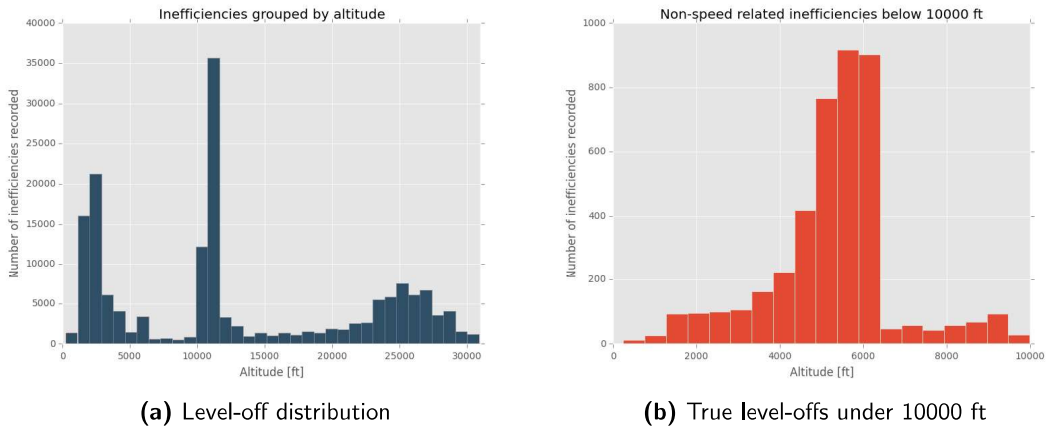 Inefficiencies grouped by altitude
Number of inefficiencies recorded
40000
35000
30000
25000
20000
15000
10000
5000
0
0 5000 10000 15000 20000 25000 30000
Altitude [ft]
(a) Level-off distribution
Non-speed related inefficiencies below 10000 ft
Number of inefficiencies recorded
1000
800
600
400
200
0
0 2000 4000 6000 8000 10000
Altitude [ft]
(b) True level-offs under 10000 ft